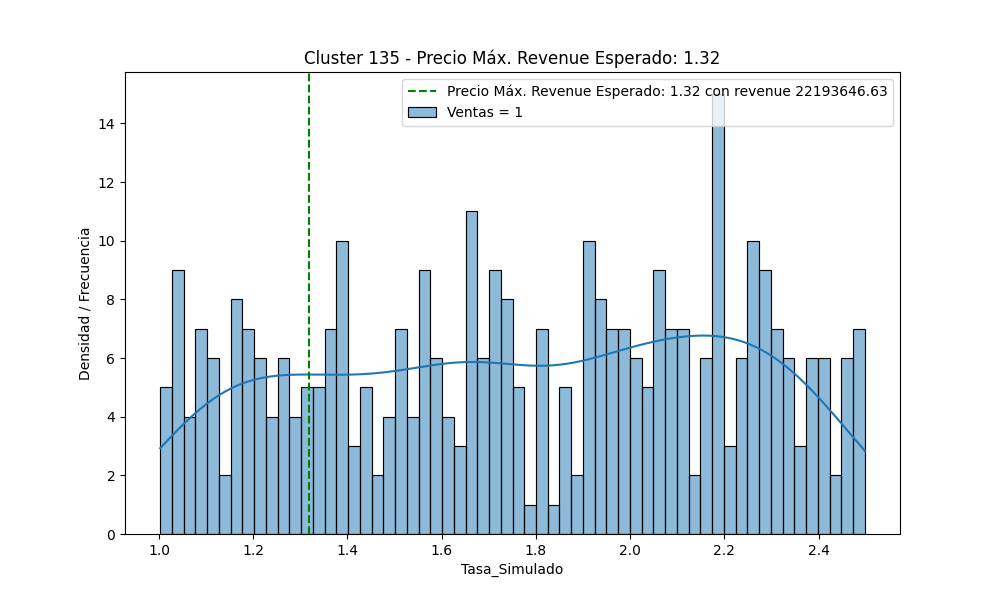 Cluster 135 - Precio Máx. Revenue Esperado: 1.32
Precio Máx. Revenue Esperado: 1.32 con revenue 22193646.63
Ventas = 1
Densidad / Frecuencia
14
12
10
8
6
4
2
0
1.0 1.2 1.4 1.6 1.8 2.0 2.2 2.4
Tasa_Simulado